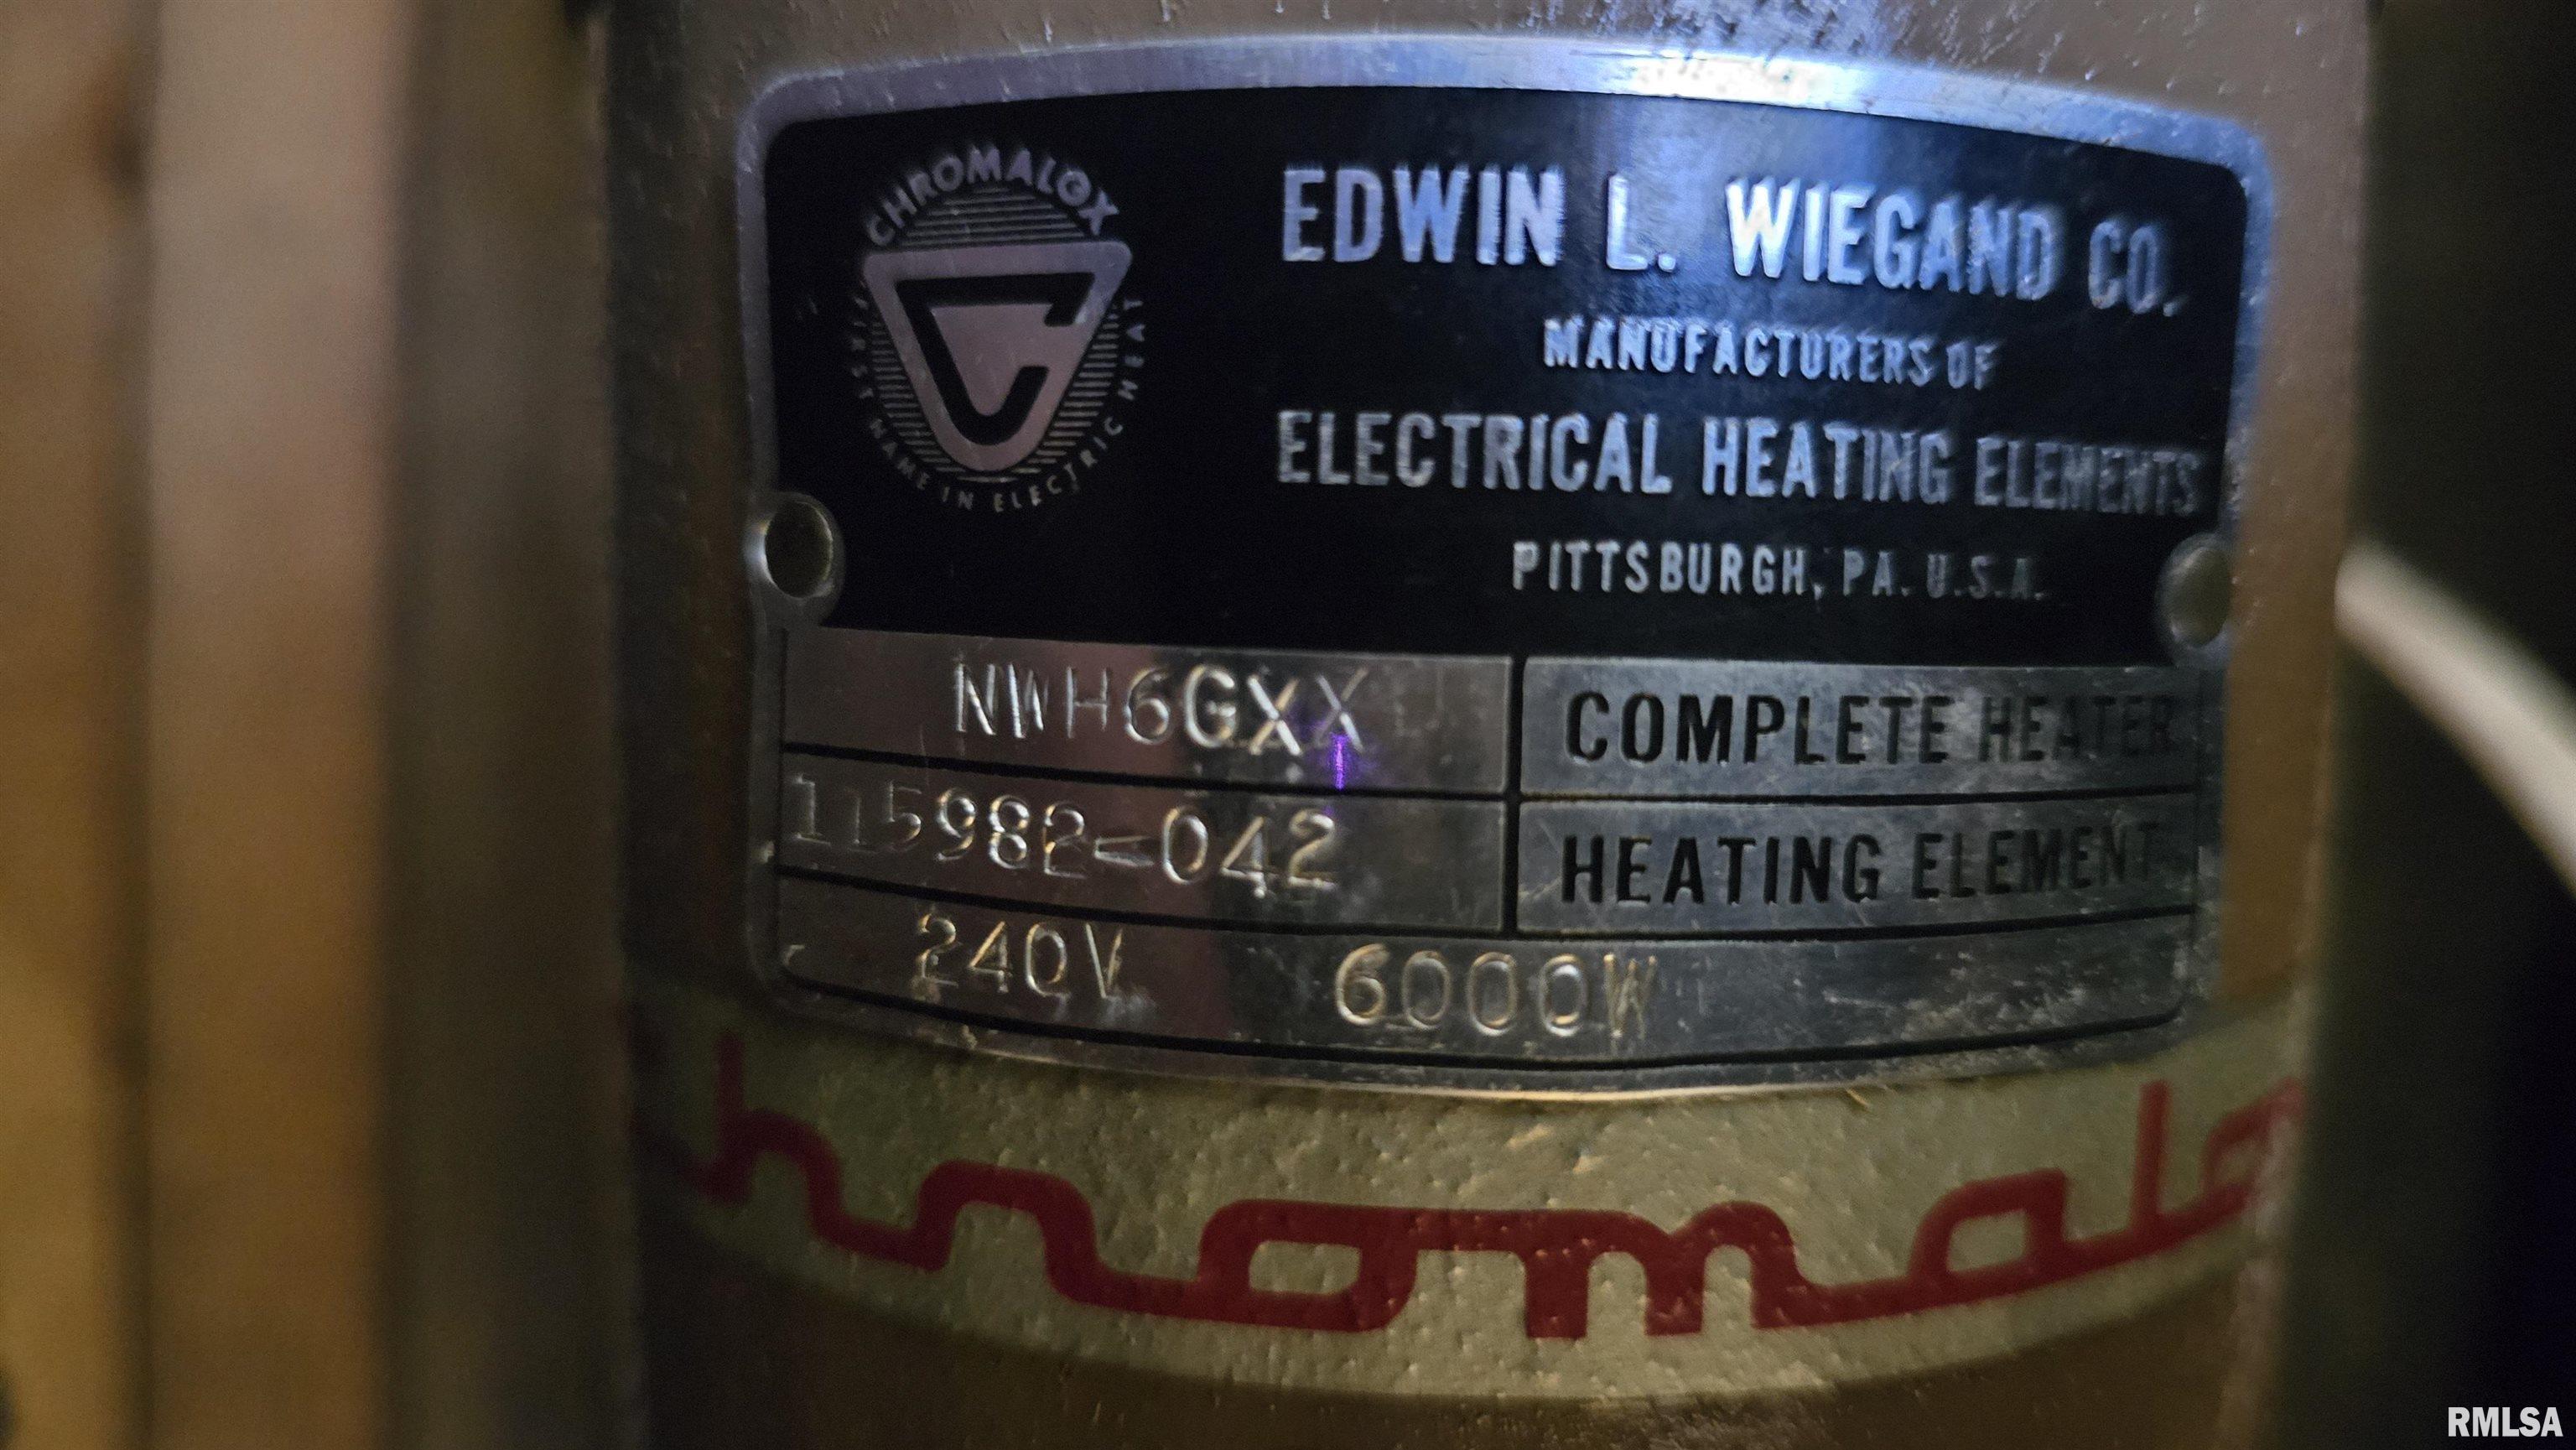 CHROMALOX
FIRST NAME IN ELECTRIC HEAT
EDWIN L. WIEGAND CO.
MANUFACTURERS OF
ELECTRICAL HEATING ELEMENTS
PITTSBURGH, PA. U.S.A.
NWH6GXX COMPLETE HEATER
115982-042 HEATING ELEMENT
240V 6000W
hromalo
RMLSA